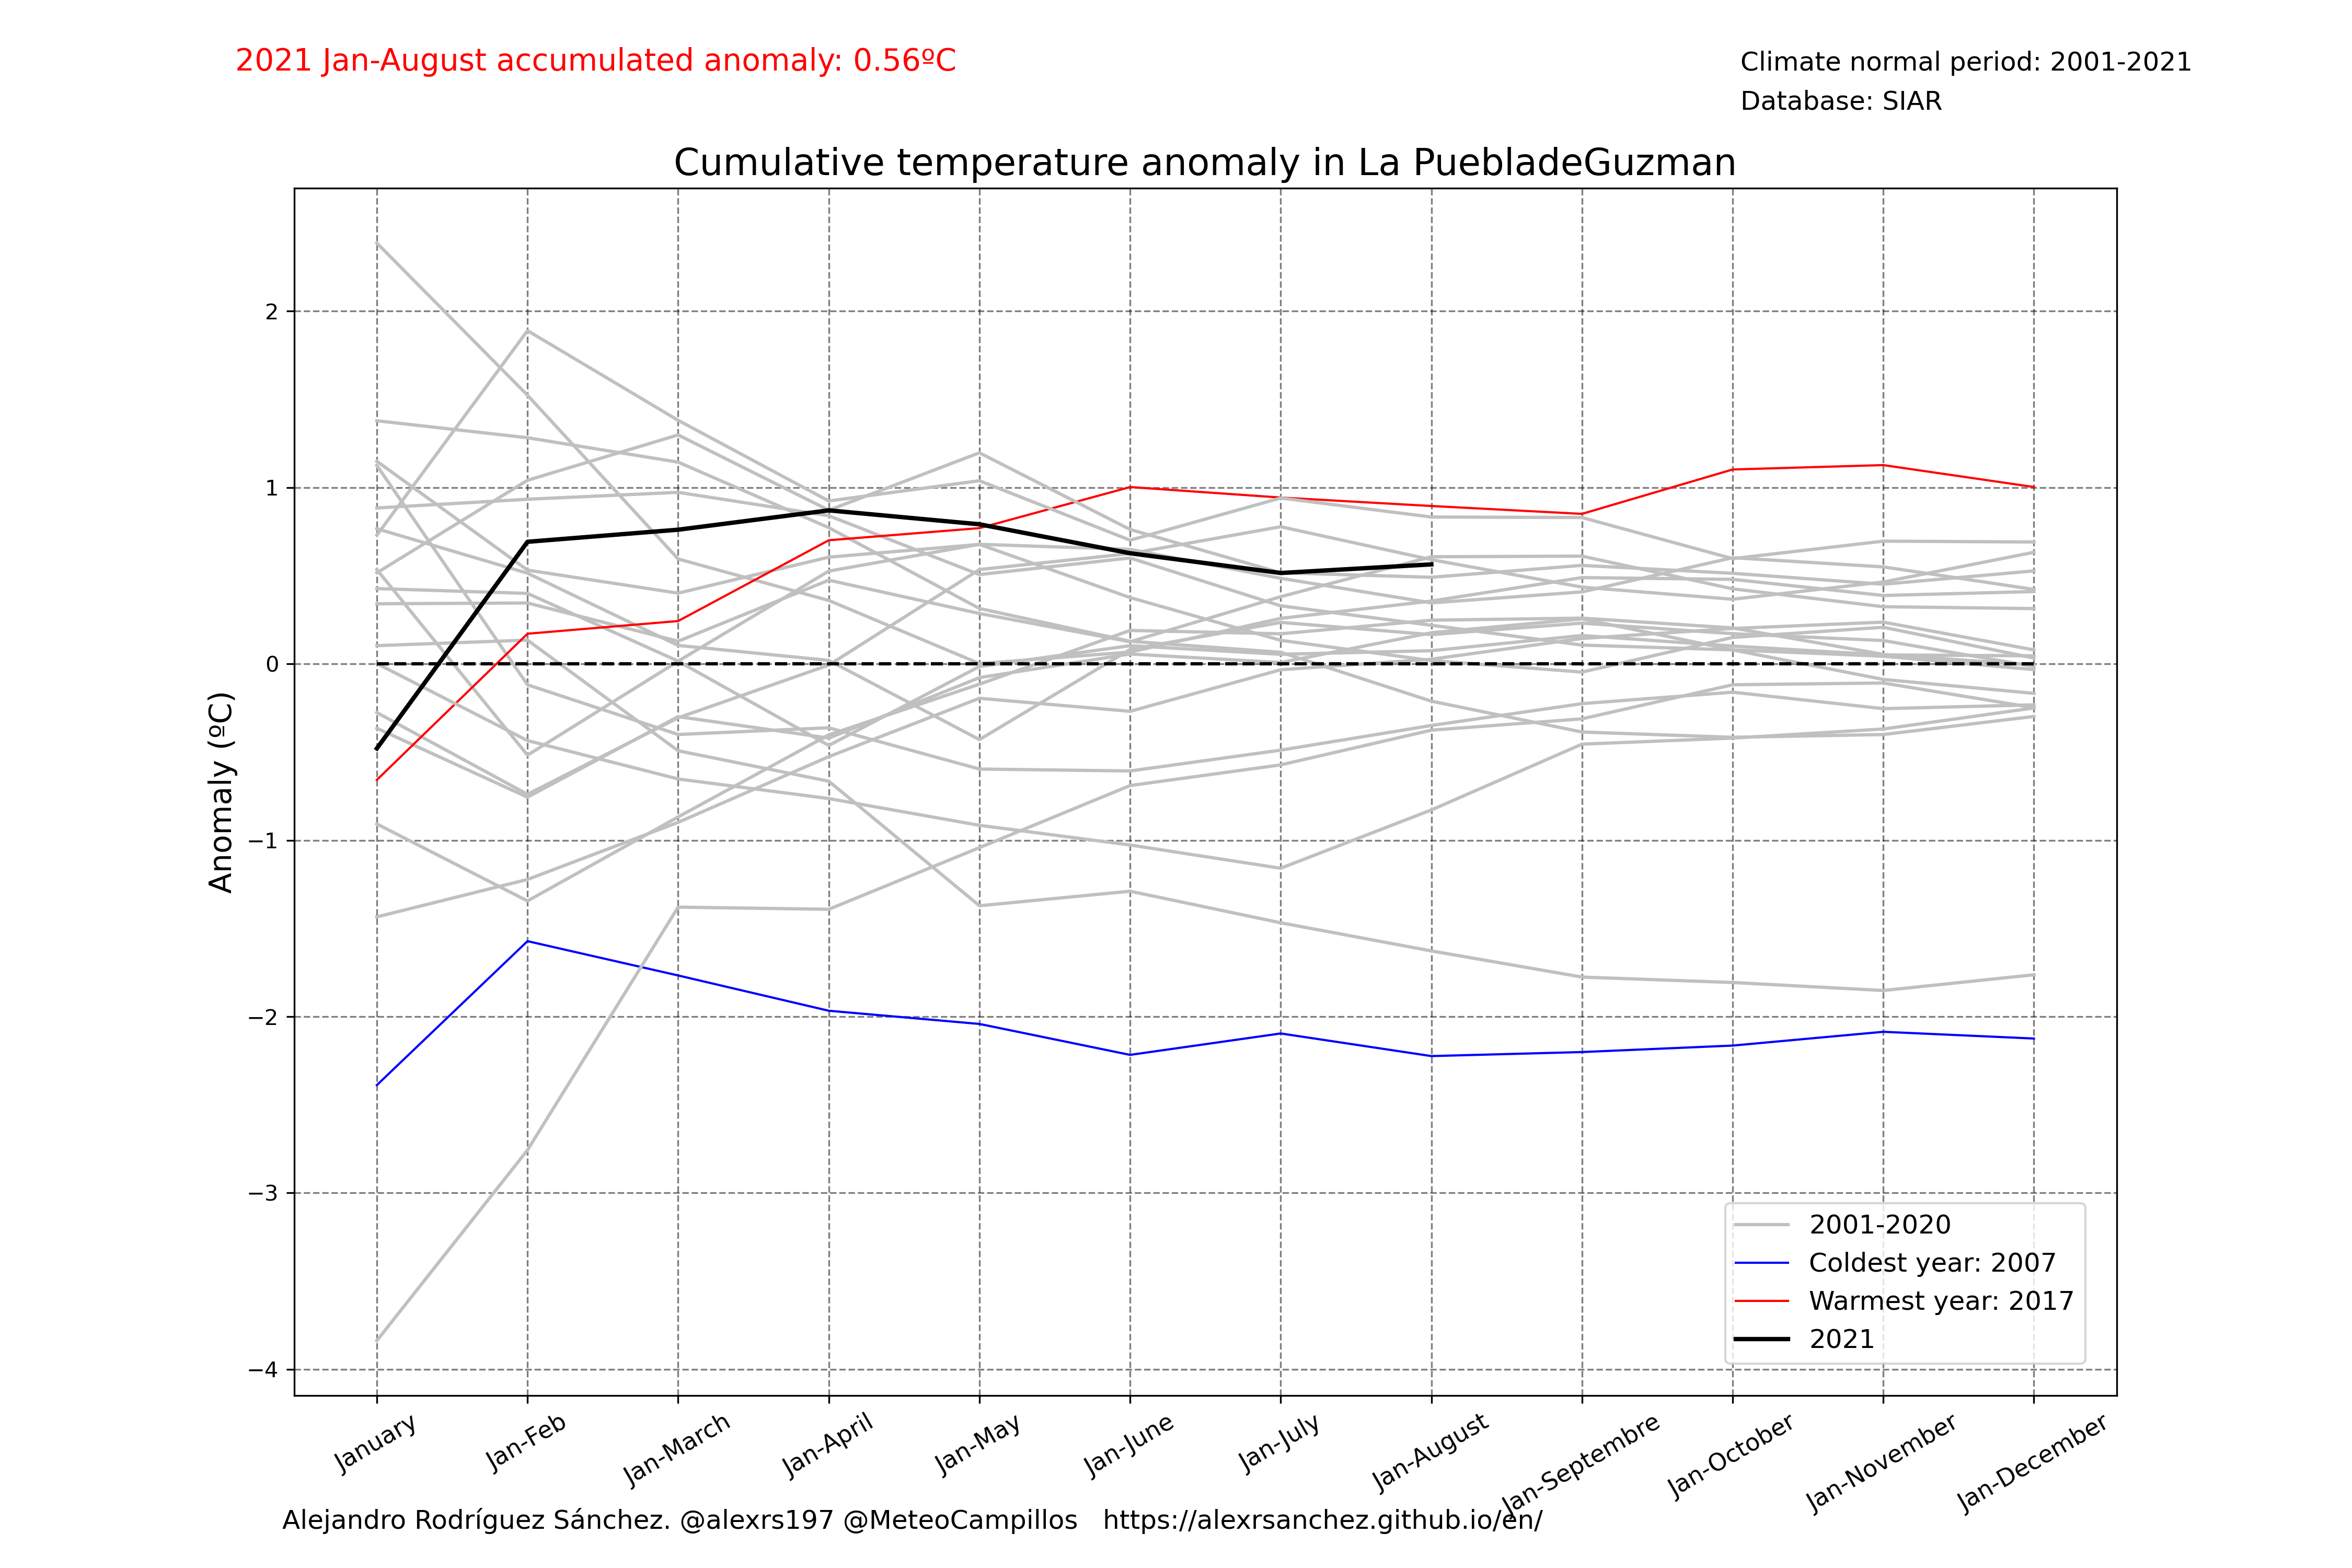 2021 Jan-August accumulated anomaly: 0.56ºC
Climate normal period: 2001-2021
Database: SIAR
Cumulative temperature anomaly in La PuebladeGuzman
Anomaly (ºC)
2
1
0
−1
−2
−3
−4
2001-2020
Coldest year: 2007
Warmest year: 2017
2021
January
Jan-Feb
Jan-March
Jan-April
Jan-May
Jan-June
Jan-July
Jan-August
Jan-Septembre
Jan-October
Jan-November
Jan-December
Alejandro Rodríguez Sánchez. @alexrs197 @MeteoCampillos   https://alexrsanchez.github.io/en/